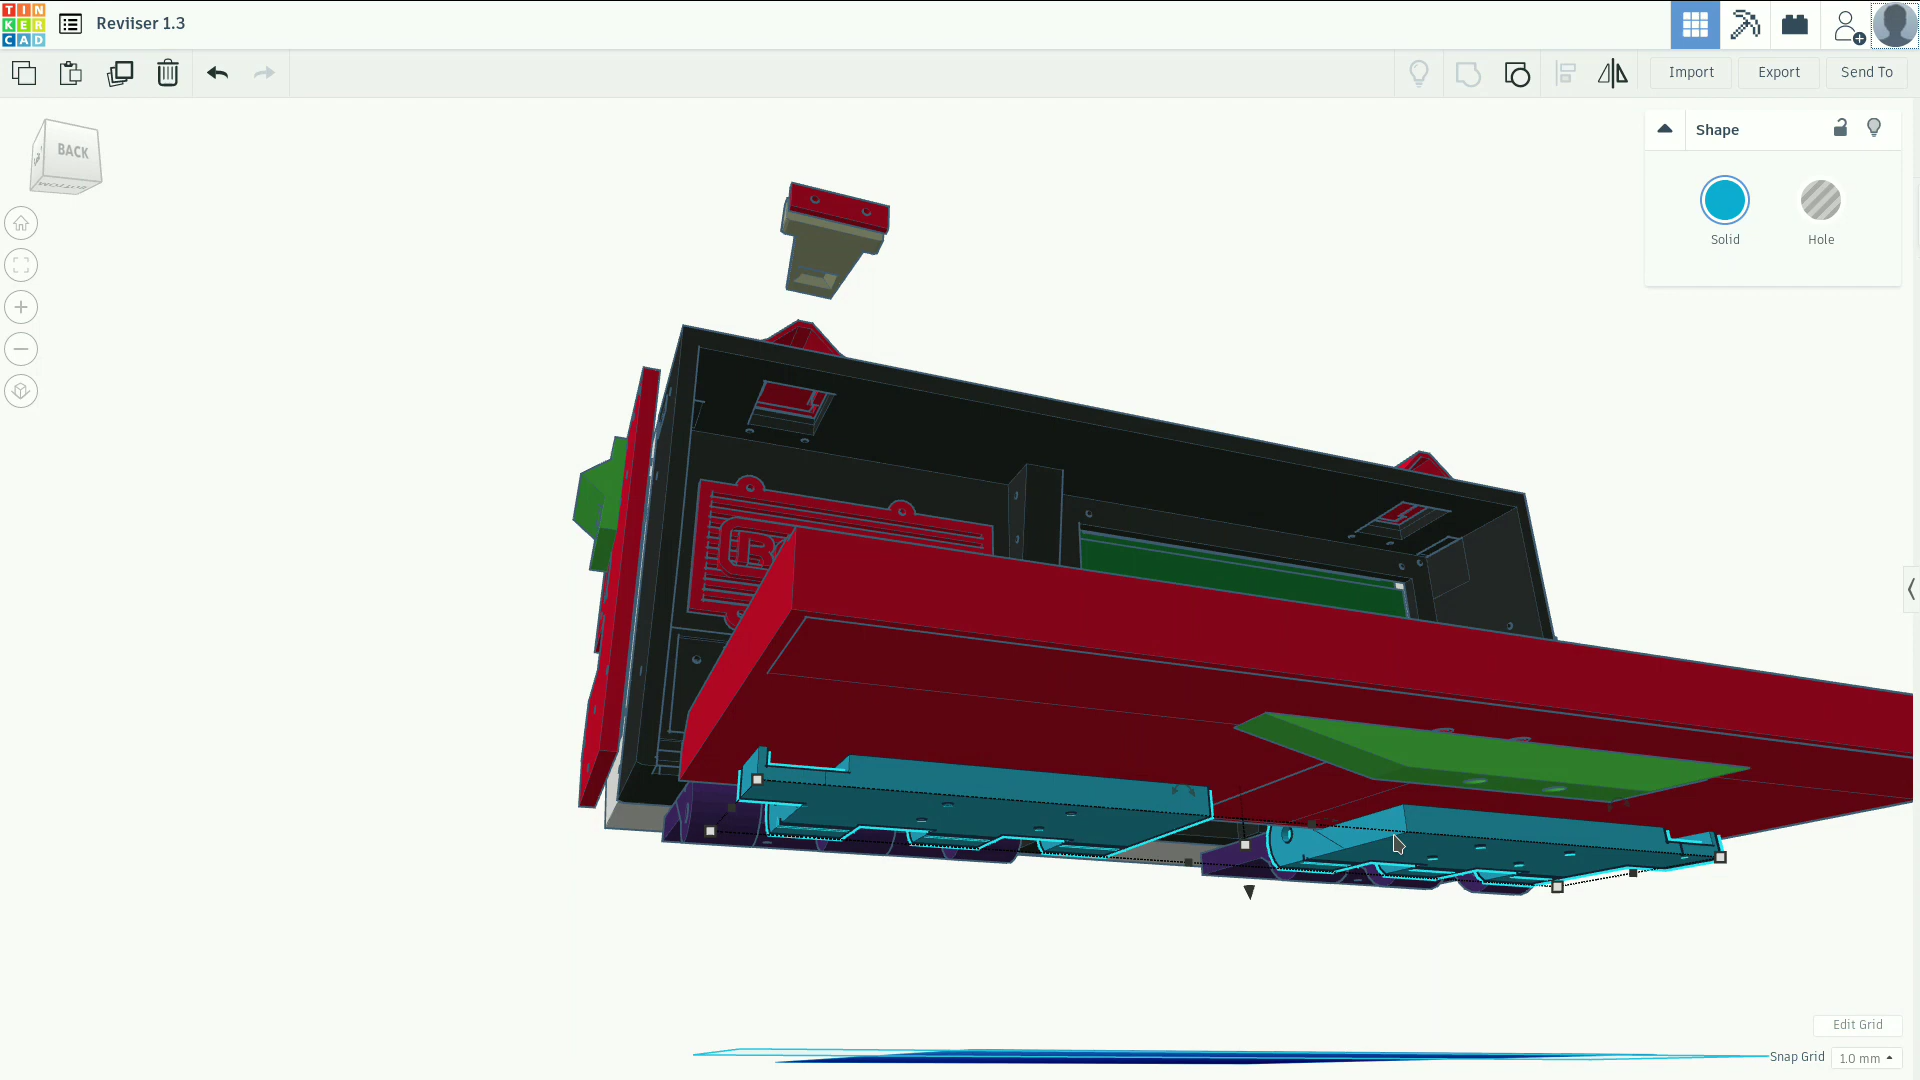 TIN
KER
CAD
Reviiser 1.3
Import
Export
Send To
BACK
BOTTOM
Shape
Solid
Hole
R
Edit Grid
Snap Grid
1.0 mm